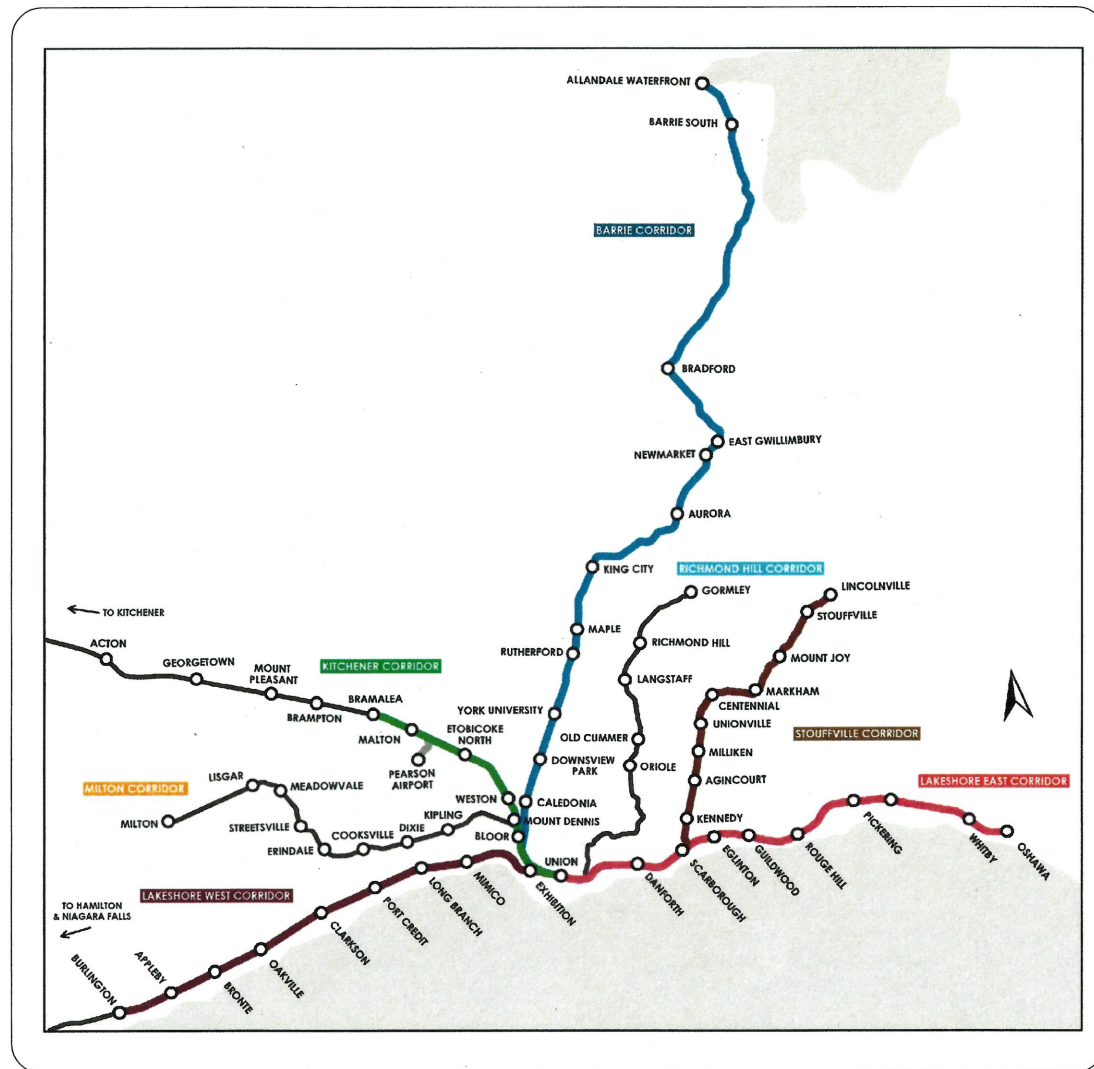 ALLANDALE WATERFRONT
BARRIE SOUTH
BARRIE CORRIDOR
BRADFORD
EAST GWILLIMBURY
NEWMARKET
AURORA
KING CITY
RICHMOND HILL CORRIDOR
LINCOLNVILLE
GORMLEY
TO KITCHENER
STOUFFVILLE
MAPLE
ACTON
RICHMOND HILL
RUTHERFORD
MOUNT JOY
GEORGETOWN
MOUNT
PLEASANT
KITCHENER CORRIDOR
LANGSTAFF
MARKHAM
BRAMALEA
CENTENNIAL
BRAMPTON
YORK UNIVERSITY
UNIONVILLE
MALTON
ETOBICOKE
NORTH
STOUFFVILLE CORRIDOR
OLD CUMMER
MILLIKEN
DOWNSVIEW
PARK
ORIOLE
PEARSON
AIRPORT
LISGAR
AGINCOURT
LAKESHORE EAST CORRIDOR
MILTON CORRIDOR
MEADOWVALE
WESTON
CALEDONIA
MILTON
STREETSVILLE
KIPLING
MOUNT DENNIS
KENNEDY
PICKERING
DIXIE
COOKSVILLE
BLOOR
ERINDALE
EGLINTON
GUILDWOOD
ROUGE HILL
WHITBY
OSHAWA
UNION
DANFORTH
SCARBOROUGH
EXHIBITION
MIMICO
LONG BRANCH
LAKESHORE WEST CORRIDOR
PORT CREDIT
TO HAMILTON
& NIAGARA FALLS
CLARKSON
OAKVILLE
BRONTE
APPLEBY
BURLINGTON